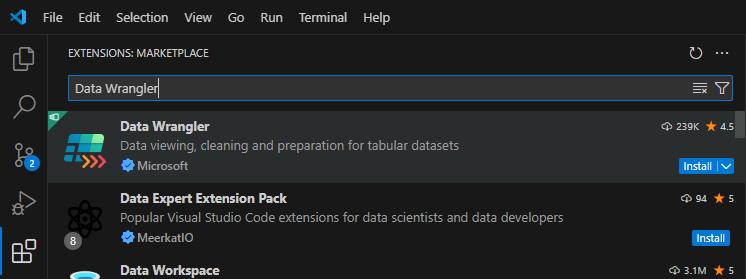 File Edit Selection View Go Run Terminal Help
EXTENSIONS: MARKETPLACE
Data Wrangler
Data Wrangler 239K 4.5
Data viewing, cleaning and preparation for tabular datasets
Microsoft Install
2
Data Expert Extension Pack 94 5
Popular Visual Studio Code extensions for data scientists and data developers
8 MeerkatIO Install
Data Workspace 3.1M 5